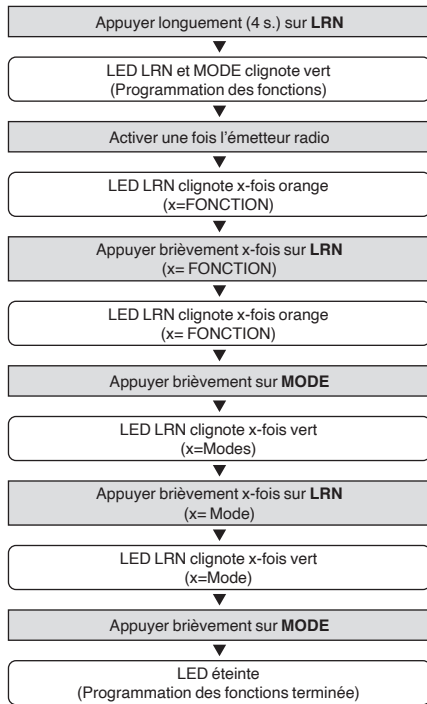 Appuyer longuement (4 s.) sur LRN
LED LRN et MODE clignote vert
(Programmation des fonctions)
Activer une fois l'émetteur radio
LED LRN clignote x-fois orange
(x=FONCTION)
Appuyer brièvement x-fois sur LRN
(x= FONCTION)
LED LRN clignote x-fois orange
(x= FONCTION)
Appuyer brièvement sur MODE
LED LRN clignote x-fois vert
(x=Modes)
Appuyer brièvement x-fois sur LRN
(x= Mode)
LED LRN clignote x-fois vert
(x=Mode)
Appuyer brièvement sur MODE
LED éteinte
(Programmation des fonctions terminée)